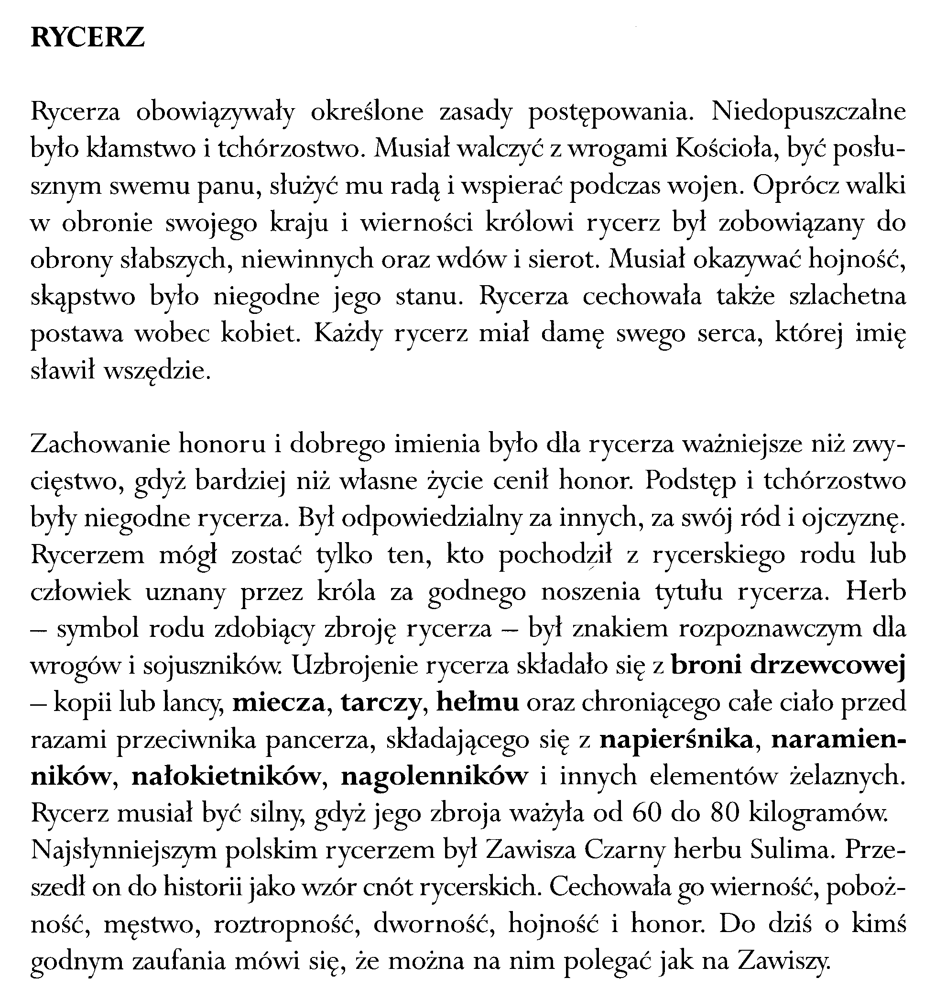 RYCERZ
Rycerza obowiązywały określone zasady postępowania. Niedopuszczalne
było kłamstwo i tchórzostwo. Musiał walczyć z wrogami Kościoła, być posłu-
sznym swemu panu, służyć mu radą i wspierać podczas wojen. Oprócz walki
w obronie swojego kraju i wierności królowi rycerz był zobowiązany do
obrony słabszych, niewinnych oraz wdów i sierot. Musiał okazywać hojność,
skąpstwo było niegodne jego stanu. Rycerza cechowała także szlachetna
postawa wobec kobiet. Każdy rycerz miał damę swego serca, której imię
sławił wszędzie.
Zachowanie honoru i dobrego imienia było dla rycerza ważniejsze niż zwy-
cięstwo, gdyż bardziej niż własne życie cenił honor. Podstęp i tchórzostwo
były niegodne rycerza. Był odpowiedzialny za innych, za swój ród i ojczyznę.
Rycerzem mógł zostać tylko ten, kto pochodził z rycerskiego rodu lub
człowiek uznany przez króla za godnego noszenia tytułu rycerza. Herb
– symbol rodu zdobiący zbroję rycerza – był znakiem rozpoznawczym dla
wrogów i sojuszników. Uzbrojenie rycerza składało się z broni drzewcowej
– kopii lub lancy, miecza, tarczy, hełmu oraz chroniącego całe ciało przed
razami przeciwnika pancerza, składającego się z napierśnika, naramien-
ników, nałokietników, nagolenników i innych elementów żelaznych.
Rycerz musiał być silny, gdyż jego zbroja ważyła od 60 do 80 kilogramów.
Najsłynniejszym polskim rycerzem był Zawisza Czarny herbu Sulima. Prze-
szedł on do historii jako wzór cnót rycerskich. Cechowała go wierność, poboż-
ność, męstwo, roztropność, dworność, hojność i honor. Do dziś o kimś
godnym zaufania mówi się, że można na nim polegać jak na Zawiszy.